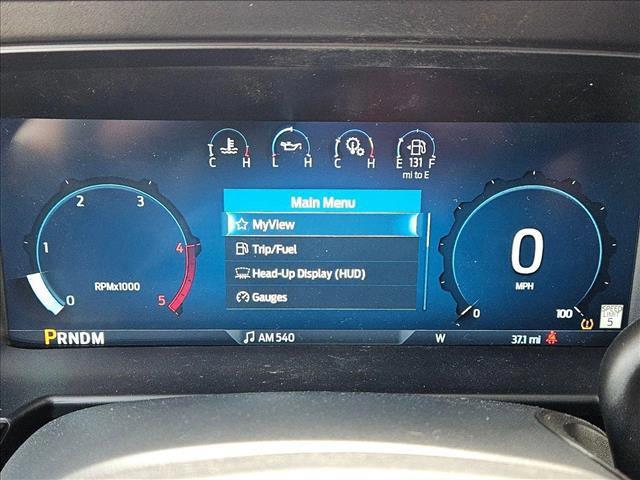 C H
L H
C H
E 131 F
mi to E
Main Menu
MyView
Trip/Fuel
Head-Up Display (HUD)
Gauges
0 1 2 3 4 5
RPMx1000
0
MPH
0 100
SPEED
LIMIT
5
PRNDM
AM 540
W
37.1 mi